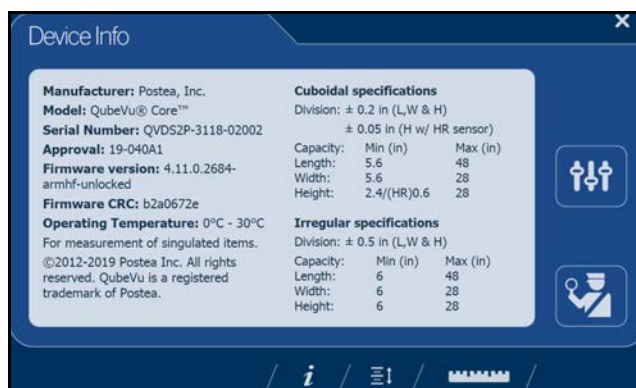 Device Info
Manufacturer: Postea, Inc.
Model: QubeVu® Core™
Serial Number: QVDS2P-3118-02002
Approval: 19-040A1
Firmware version: 4.11.0.2684-
armhf-unlocked
Firmware CRC: b2a0672e
Operating Temperature: 0°C - 30°C
For measurement of singulated items.
©2012-2019 Postea Inc. All rights
reserved. QubeVu is a registered
trademark of Postea.
Cuboidal specifications
Division: ± 0.2 in (L,W & H)
± 0.05 in (H w/ HR sensor)
Capacity: Min (in) Max (in)
Length: 5.6 48
Width: 5.6 28
Height: 2.4/(HR)0.6 28
Irregular specifications
Division: ± 0.5 in (L,W & H)
Capacity: Min (in) Max (in)
Length: 6 48
Width: 6 28
Height: 6 28